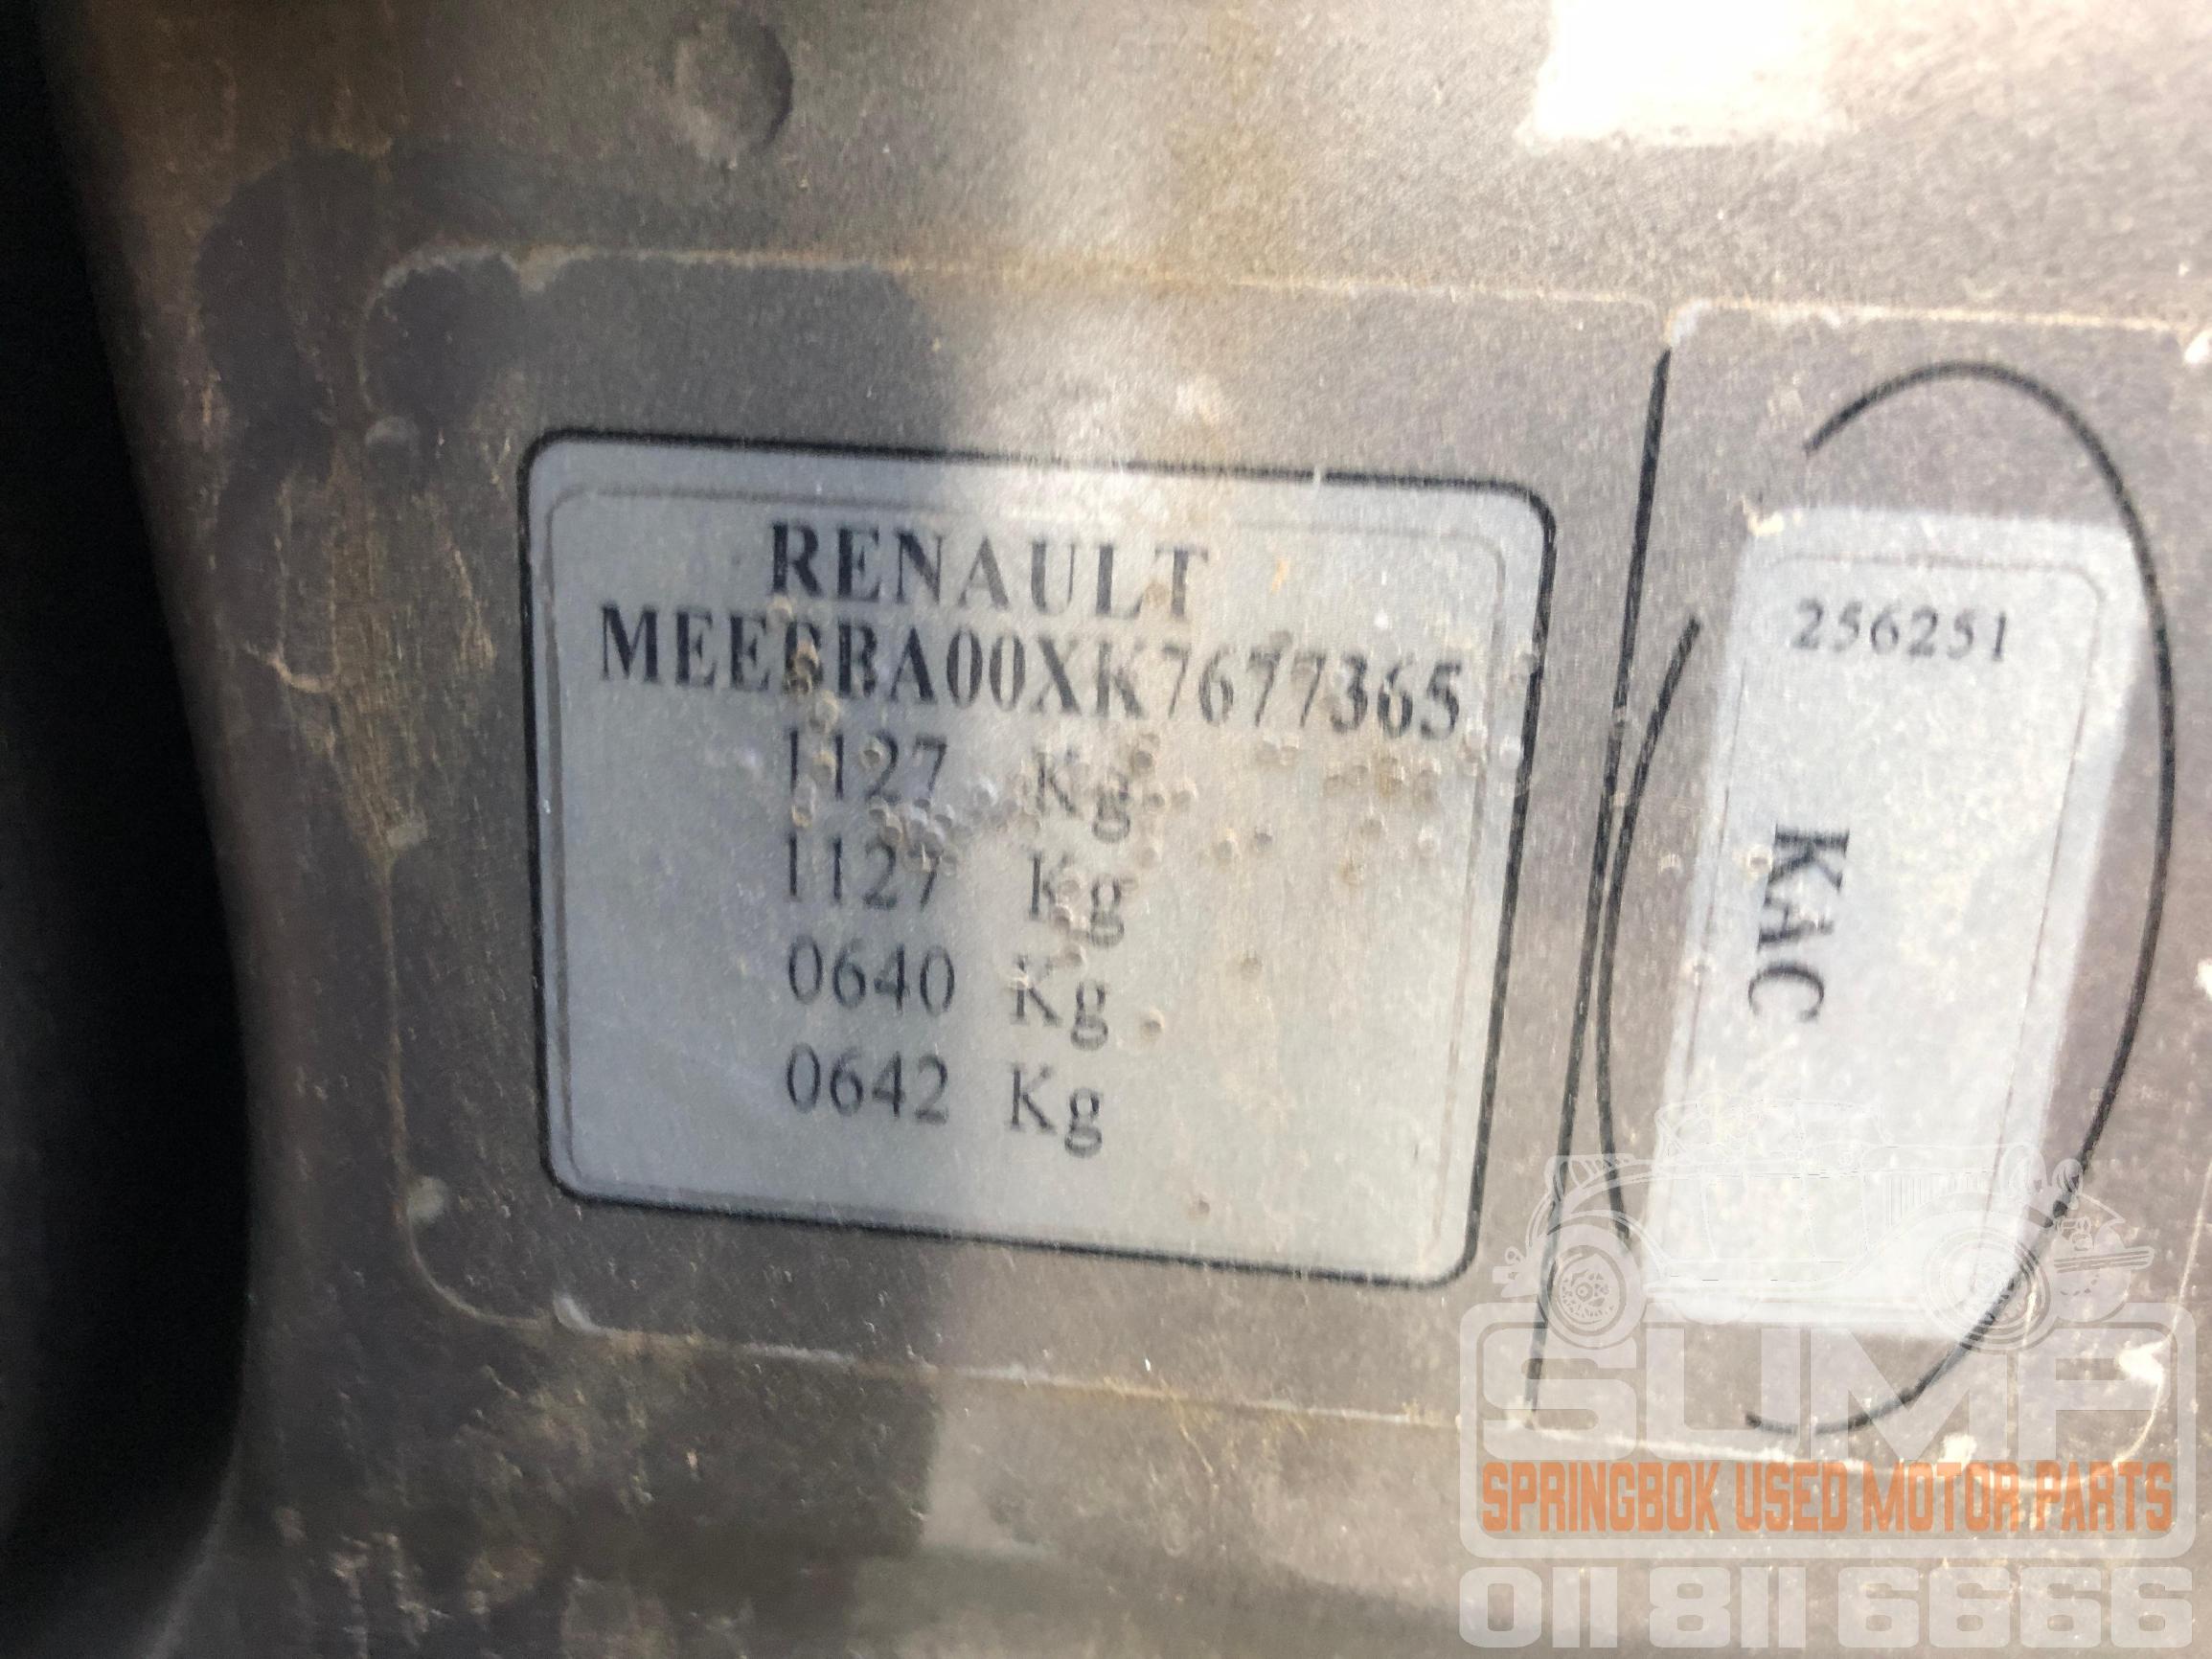 RENAULT
MEEBBA00XK7677365
1127 Kg
1127 Kg
0640 Kg
0642 Kg
256251
KAC
SUMP
SPRINGBOK USED MOTOR PARTS
011 811 6666